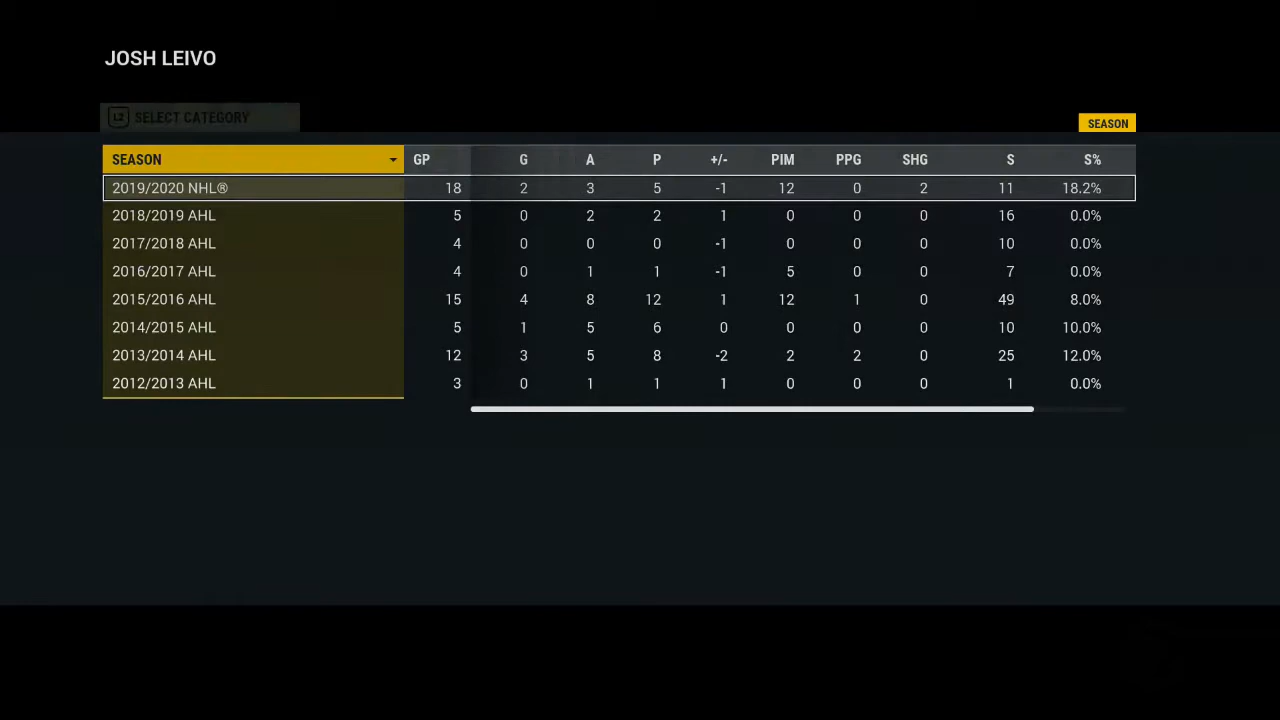 JOSH LEIVO
L2 SELECT CATEGORY
SEASON
SEASON GP G A P +/- PIM PPG SHG S S%
2019/2020 NHL® 18 2 3 5 -1 12 0 2 11 18.2%
2018/2019 AHL 5 0 2 2 1 0 0 0 16 0.0%
2017/2018 AHL 4 0 0 0 -1 0 0 0 10 0.0%
2016/2017 AHL 4 0 1 1 -1 5 0 0 7 0.0%
2015/2016 AHL 15 4 8 12 1 12 1 0 49 8.0%
2014/2015 AHL 5 1 5 6 0 0 0 0 10 10.0%
2013/2014 AHL 12 3 5 8 -2 2 2 0 25 12.0%
2012/2013 AHL 3 0 1 1 1 0 0 0 1 0.0%